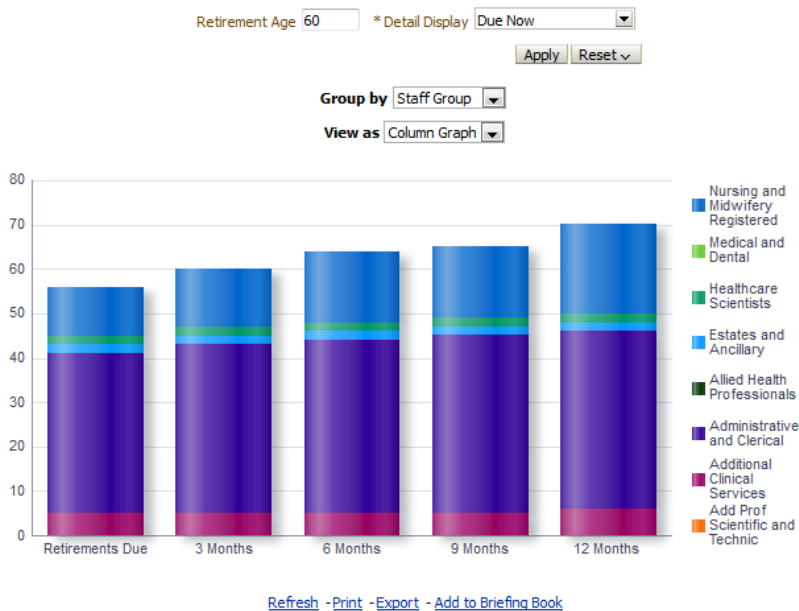 Retirement Age 60 * Detail Display Due Now
Apply Reset
Group by Staff Group
View as Column Graph
80
70
60
50
40
30
20
10
0
Retirements Due 3 Months 6 Months 9 Months 12 Months
Nursing and
Midwifery
Registered
Medical and
Dental
Healthcare
Scientists
Estates and
Ancillary
Allied Health
Professionals
Administrative
and Clerical
Additional
Clinical
Services
Add Prof
Scientific and
Technic
Refresh - Print - Export - Add to Briefing Book